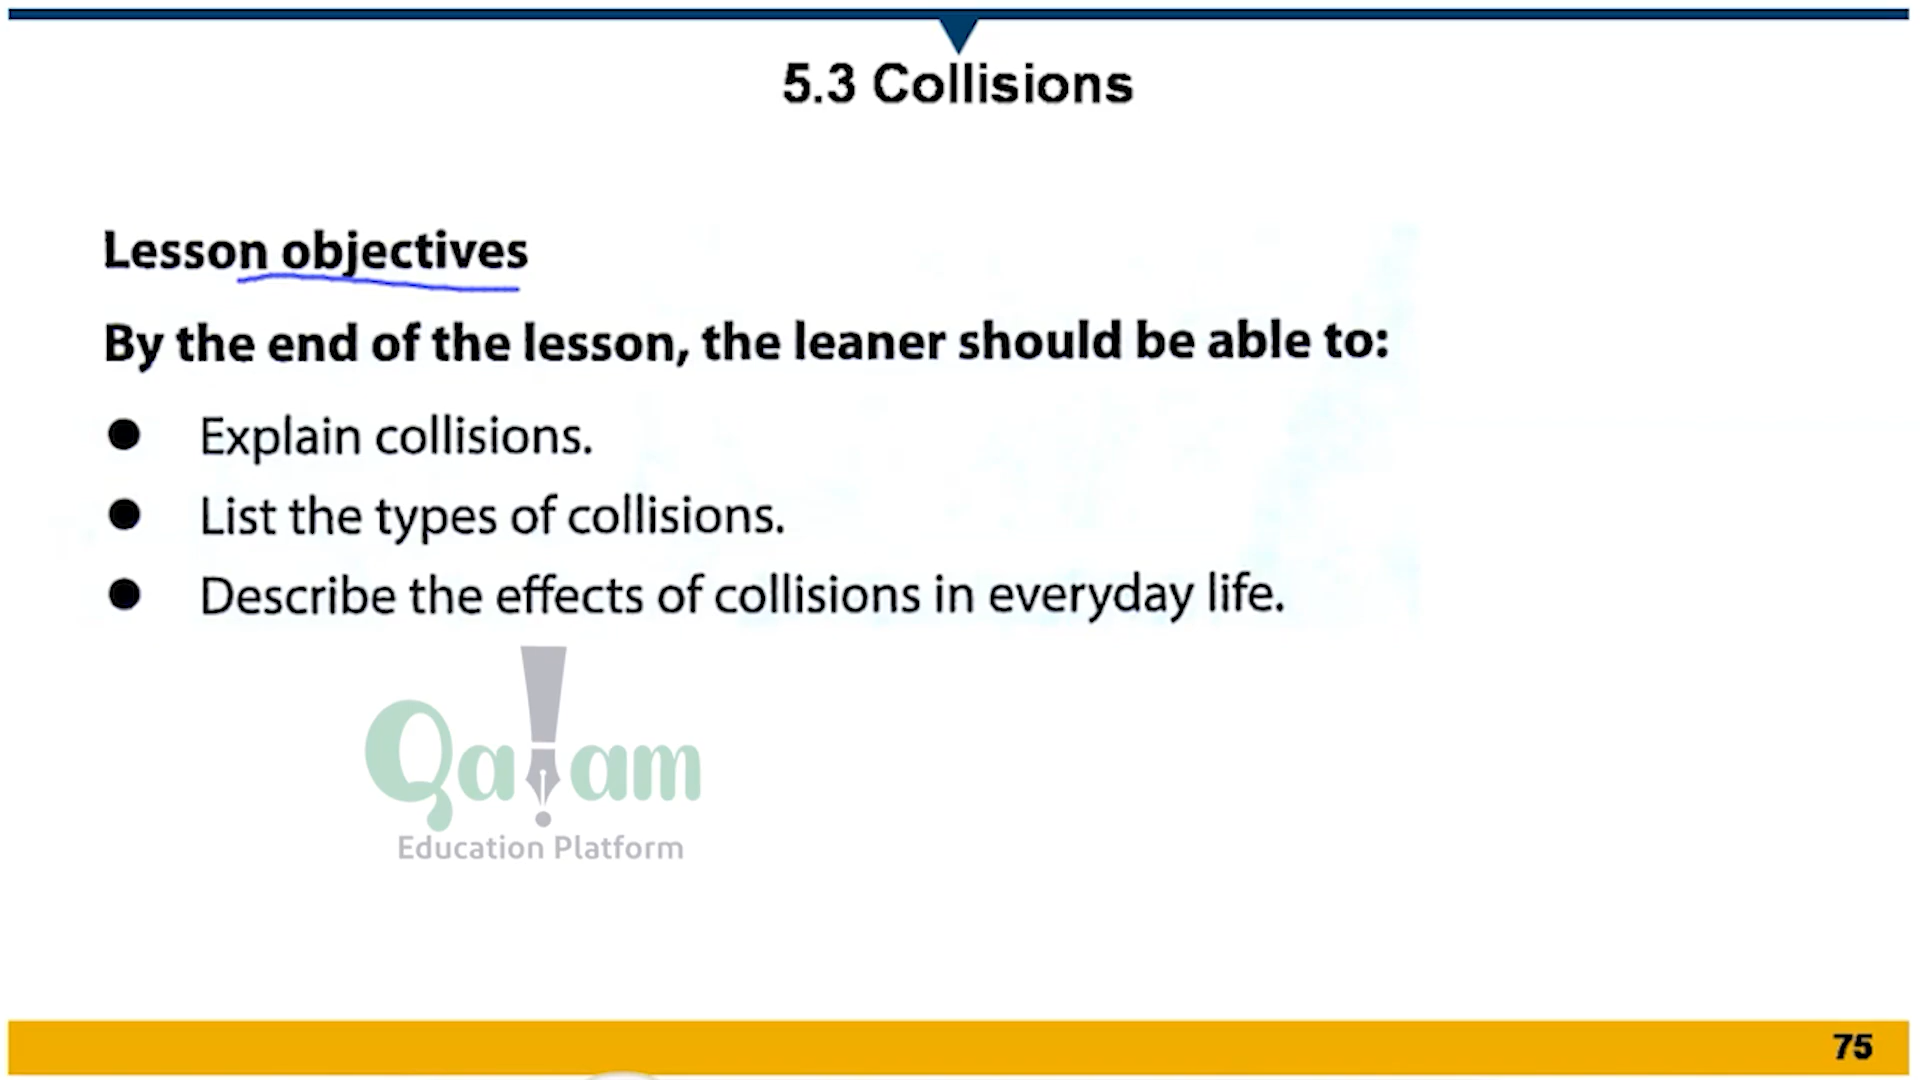 5.3 Collisions
Lesson objectives
By the end of the lesson, the leaner should be able to:
● Explain collisions.
● List the types of collisions.
● Describe the effects of collisions in everyday life.
Qalam
Education Platform
75